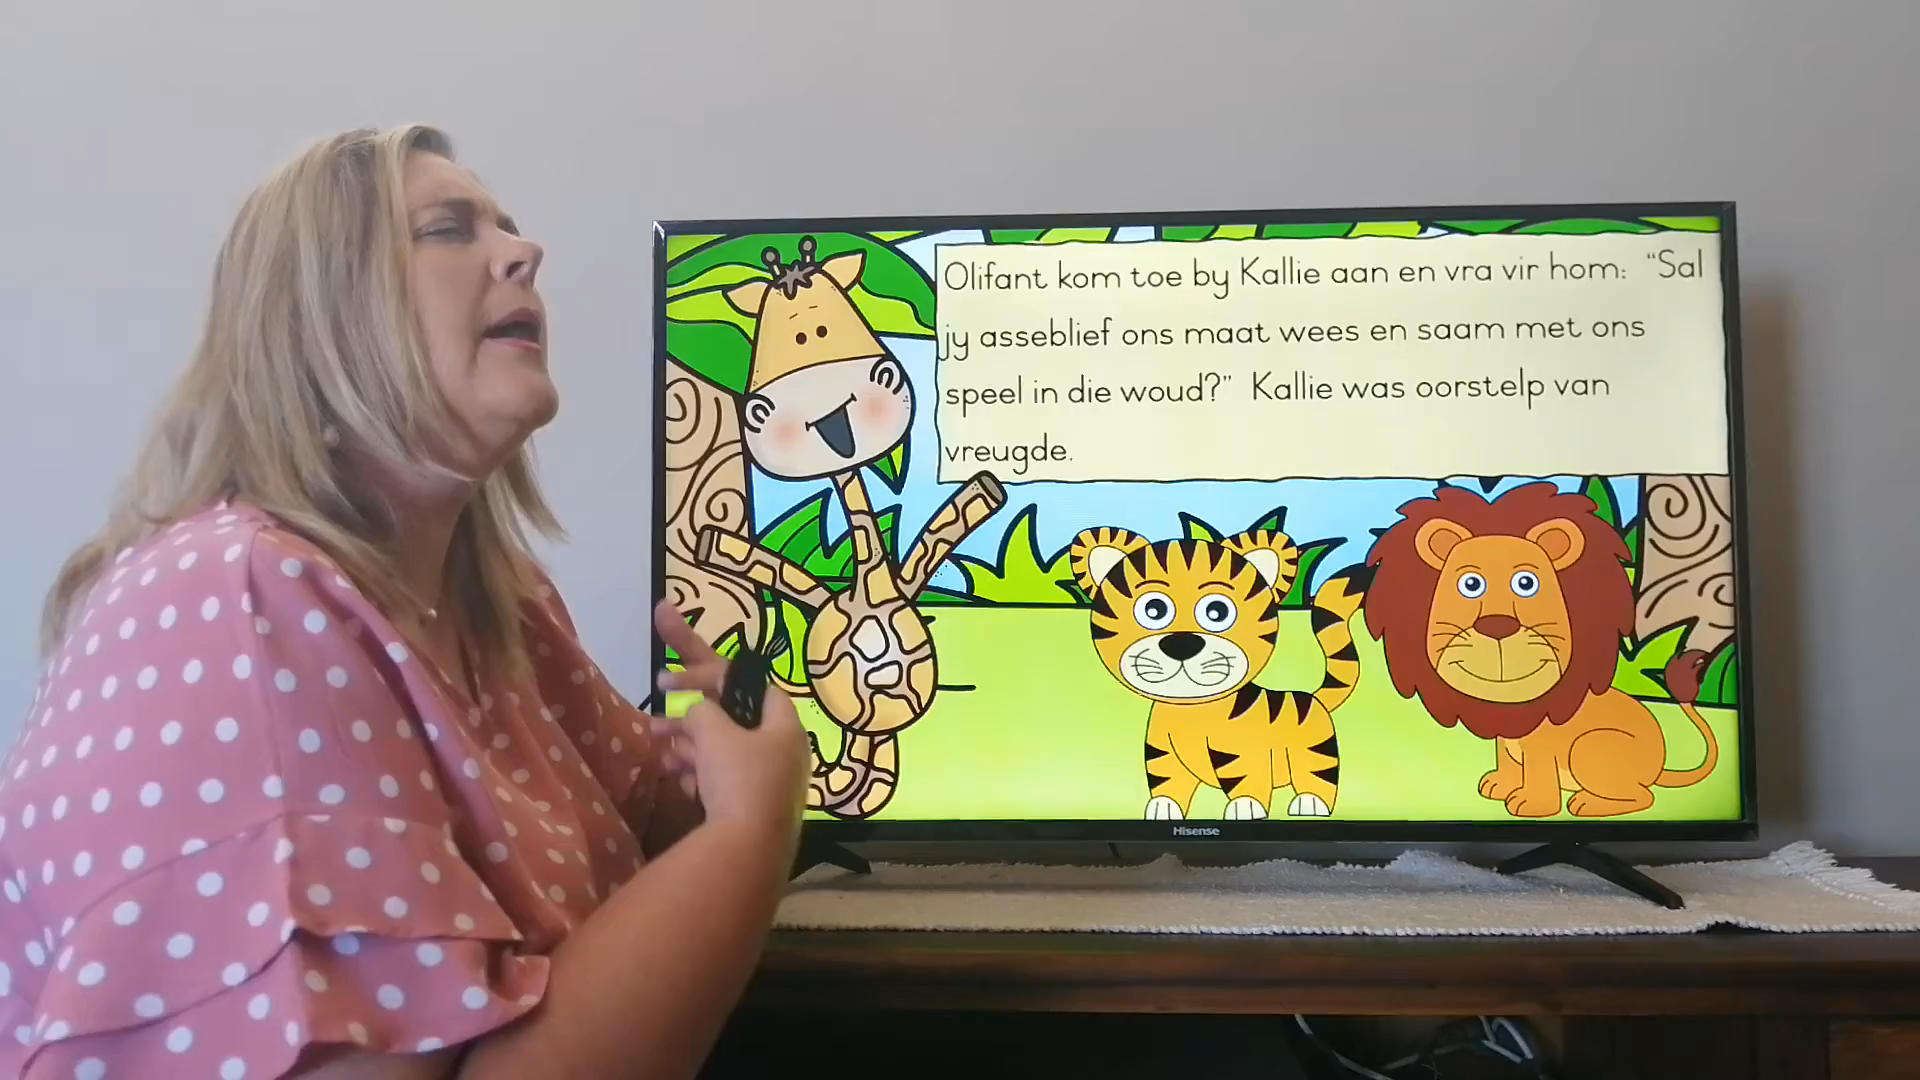 Olifant kom toe by Kallie aan en vra vir hom: “Sal
jy asseblief ons maat wees en saam met ons
speel in die woud?” Kallie was oorstelp van
vreugde.
Hisense